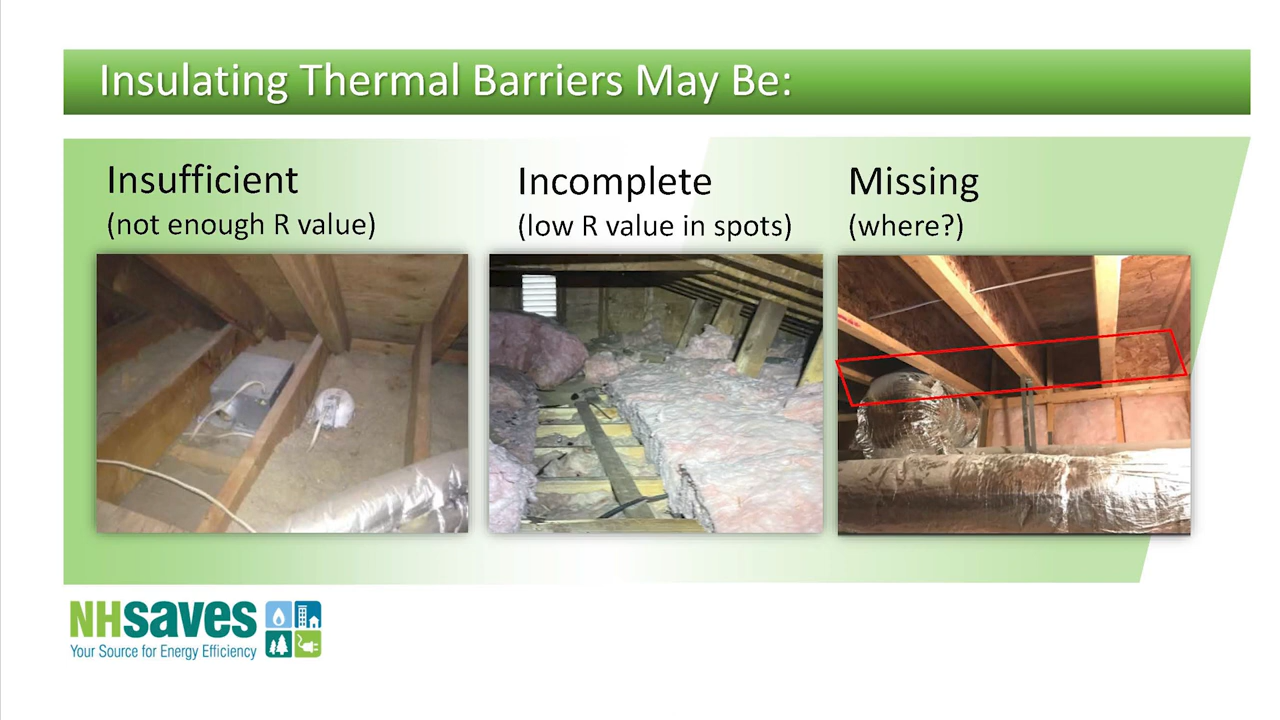 Insulating Thermal Barriers May Be:
Insufficient
(not enough R value)
Incomplete
(low R value in spots)
Missing
(where?)
NHsaves
Your Source for Energy Efficiency